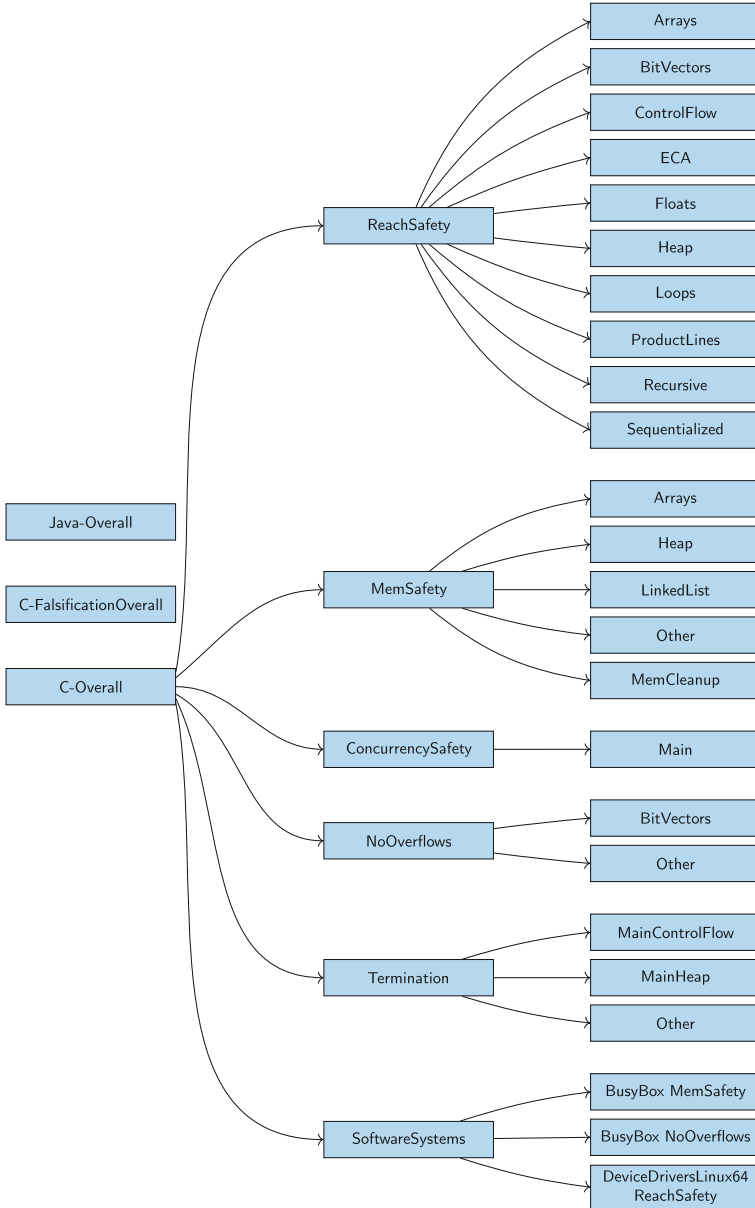 Java-Overall
C-FalsificationOverall
C-Overall
ReachSafety
Arrays
BitVectors
ControlFlow
ECA
Floats
Heap
Loops
ProductLines
Recursive
Sequentialized
MemSafety
Arrays
Heap
LinkedList
Other
MemCleanup
ConcurrencySafety
Main
NoOverflows
BitVectors
Other
Termination
MainControlFlow
MainHeap
Other
SoftwareSystems
BusyBox MemSafety
BusyBox NoOverflows
DeviceDriversLinux64
ReachSafety